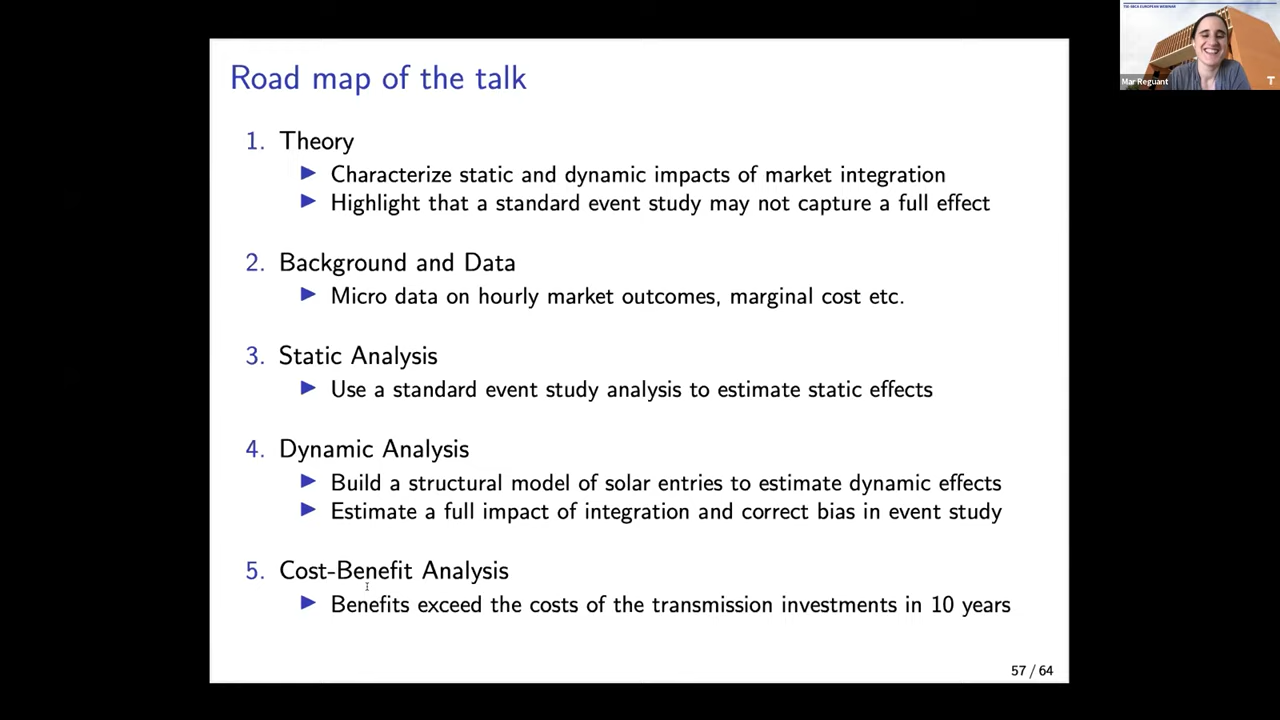 Road map of the talk
1. Theory
▶ Characterize static and dynamic impacts of market integration
▶ Highlight that a standard event study may not capture a full effect
2. Background and Data
▶ Micro data on hourly market outcomes, marginal cost etc.
3. Static Analysis
▶ Use a standard event study analysis to estimate static effects
4. Dynamic Analysis
▶ Build a structural model of solar entries to estimate dynamic effects
▶ Estimate a full impact of integration and correct bias in event study
5. Cost-Benefit Analysis
▶ Benefits exceed the costs of the transmission investments in 10 years
57 / 64
Mar Reguant
T